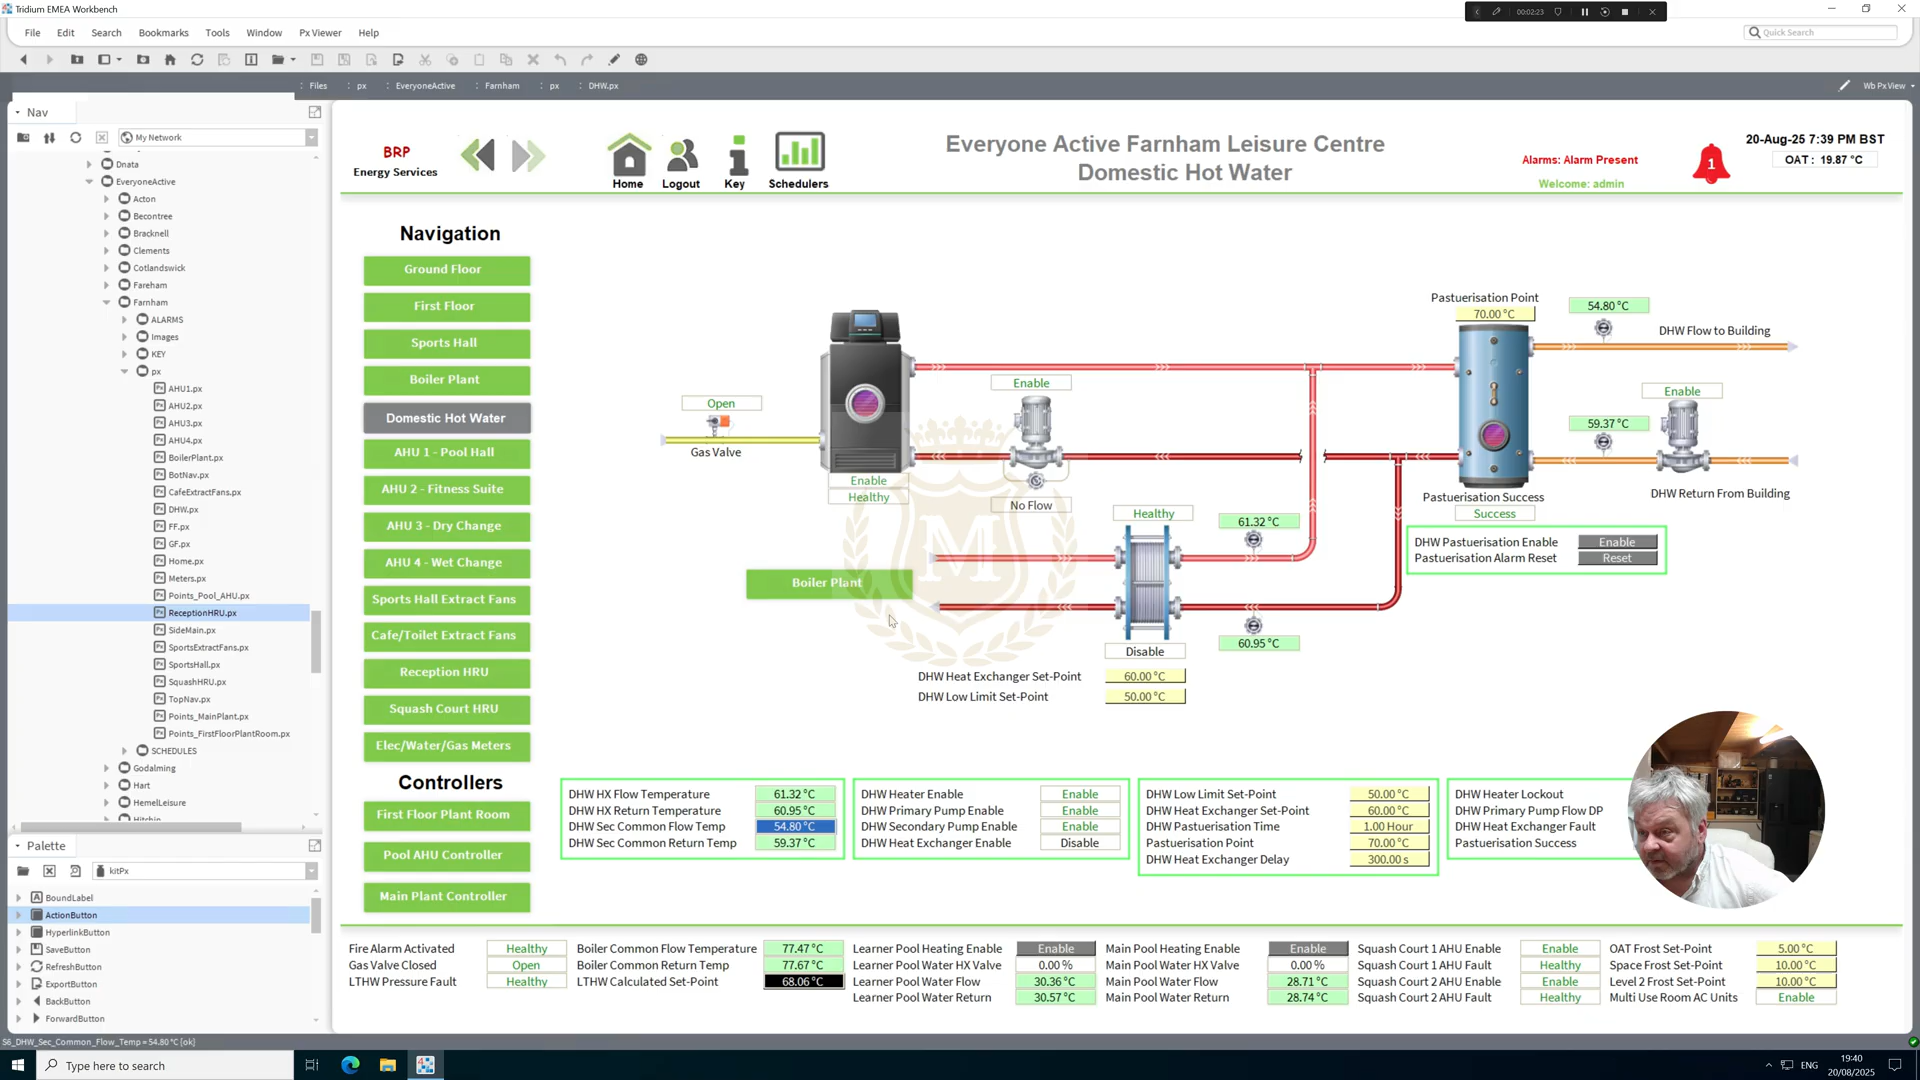 Tridium EMEA Workbench
00:02:23
File Edit Search Bookmarks Tools Window Px Viewer Help
Quick Search
Files px EveryoneActive Farnham px DHW.px
Wb Px View
Nav
My Network
Dnata
EveryoneActive
Acton
Becontree
Bracknell
Clements
Cotlandswick
Fareham
Farnham
ALARMS
Images
KEY
px
AHU1.px
AHU2.px
AHU3.px
AHU4.px
BoilerPlant.px
BotNav.px
CafeExtractFans.px
DHW.px
FF.px
GF.px
Home.px
Meters.px
Points_Pool_AHU.px
ReceptionHRU.px
SideMain.px
SportsExtractFans.px
SportsHall.px
SquashHRU.px
TopNav.px
Points_MainPlant.px
Points_FirstFloorPlantRoom.px
SCHEDULES
Godalming
Hart
HemelLeisure
Hitchin
Palette
kitPx
BoundLabel
ActionButton
HyperlinkButton
SaveButton
RefreshButton
ExportButton
BackButton
ForwardButton
BRP
Energy Services
Home
Logout
Key
Schedulers
Everyone Active Farnham Leisure Centre
Domestic Hot Water
Alarms: Alarm Present
Welcome: admin
1
20-Aug-25 7:39 PM BST
OAT : 19.87 °C
Navigation
Ground Floor
First Floor
Sports Hall
Boiler Plant
Domestic Hot Water
AHU 1 - Pool Hall
AHU 2 - Fitness Suite
AHU 3 - Dry Change
AHU 4 - Wet Change
Sports Hall Extract Fans
Cafe/Toilet Extract Fans
Reception HRU
Squash Court HRU
Elec/Water/Gas Meters
Controllers
First Floor Plant Room
Pool AHU Controller
Main Plant Controller
Open
Gas Valve
Enable
Healthy
Enable
No Flow
M
Boiler Plant
Healthy
Disable
61.32 °C
60.95 °C
DHW Heat Exchanger Set-Point 60.00 °C
DHW Low Limit Set-Point 50.00 °C
Pastuerisation Point
70.00 °C
54.80 °C
DHW Flow to Building
Enable
59.37 °C
DHW Return From Building
Pastuerisation Success
Success
DHW Pastuerisation Enable Enable
Pastuerisation Alarm Reset Reset
DHW HX Flow Temperature 61.32 °C
DHW HX Return Temperature 60.95 °C
DHW Sec Common Flow Temp 54.80 °C
DHW Sec Common Return Temp 59.37 °C
DHW Heater Enable Enable
DHW Primary Pump Enable Enable
DHW Secondary Pump Enable Enable
DHW Heat Exchanger Enable Disable
DHW Low Limit Set-Point 50.00 °C
DHW Heat Exchanger Set-Point 60.00 °C
DHW Pastuerisation Time 1.00 Hour
Pastuerisation Point 70.00 °C
DHW Heat Exchanger Delay 300.00 s
DHW Heater Lockout
DHW Primary Pump Flow DP
DHW Heat Exchanger Fault
Pastuerisation Success
Fire Alarm Activated Healthy
Gas Valve Closed Open
LTHW Pressure Fault Healthy
Boiler Common Flow Temperature 77.47 °C
Boiler Common Return Temp 77.67 °C
LTHW Calculated Set-Point 68.06 °C
Learner Pool Heating Enable Enable
Learner Pool Water HX Valve 0.00 %
Learner Pool Water Flow 30.36 °C
Learner Pool Water Return 30.57 °C
Main Pool Heating Enable Enable
Main Pool Water HX Valve 0.00 %
Main Pool Water Flow 28.71 °C
Main Pool Water Return 28.74 °C
Squash Court 1 AHU Enable Enable
Squash Court 1 AHU Fault Healthy
Squash Court 2 AHU Enable Enable
Squash Court 2 AHU Fault Healthy
OAT Frost Set-Point 5.00 °C
Space Frost Set-Point 10.00 °C
Level 2 Frost Set-Point 10.00 °C
Multi Use Room AC Units Enable
S6_DHW_Sec_Common_Flow_Temp = 54.80 °C [ok]
Type here to search
ENG
19:40
20/08/2025